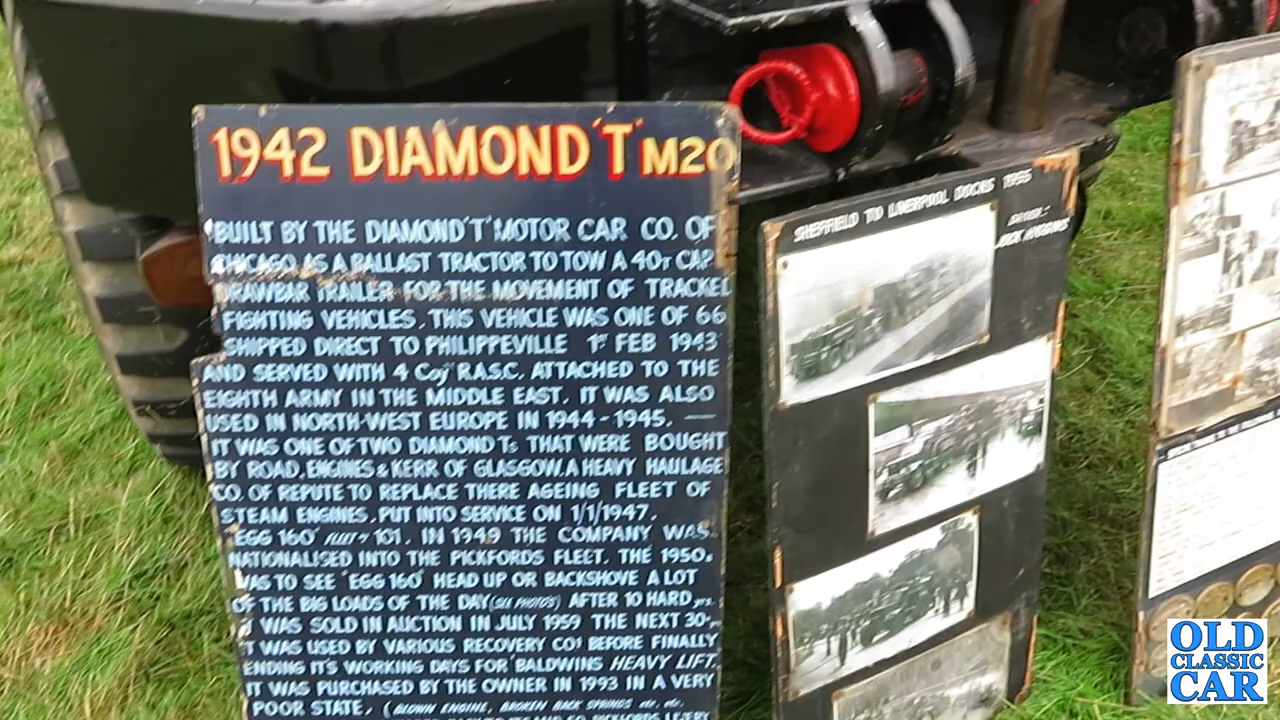 1942 DIAMOND 'T' M20
BUILT BY THE DIAMOND 'T' MOTOR CAR CO. OF
CHICAGO AS A BALLAST TRACTOR TO TOW A 40T CAP
DRAWBAR TRAILER FOR THE MOVEMENT OF TRACKED
FIGHTING VEHICLES. THIS VEHICLE WAS ONE OF 66
SHIPPED DIRECT TO PHILIPPEVILLE 1ST FEB 1943
AND SERVED WITH 4 Coy R.A.S.C. ATTACHED TO THE
EIGHTH ARMY IN THE MIDDLE EAST. IT WAS ALSO
USED IN NORTH-WEST EUROPE IN 1944-1945. —
IT WAS ONE OF TWO DIAMOND Ts THAT WERE BOUGHT
BY ROAD, ENGINES & KERR OF GLASGOW. A HEAVY HAULAGE
CO. OF REPUTE TO REPLACE THERE AGEING FLEET OF
STEAM ENGINES. PUT INTO SERVICE ON 1/1/1947.
'EGG 160' FLEET No 101. IN 1949 THE COMPANY WAS
NATIONALISED INTO THE PICKFORDS FLEET. THE 1950s
WAS TO SEE 'EGG 160' HEAD UP OR BACKSHOVE A LOT
OF THE BIG LOADS OF THE DAY (SEE PHOTO'S) AFTER 10 HARD yrs.
IT WAS SOLD IN AUCTION IN JULY 1959 THE NEXT 30
IT WAS USED BY VARIOUS RECOVERY COs BEFORE FINALLY
ENDING IT'S WORKING DAYS FOR BALDWINS HEAVY LIFT.
IT WAS PURCHASED BY THE OWNER IN 1993 IN A VERY
POOR STATE. (BLOWN ENGINE, BROKEN BACK SPRINGS etc. etc.
SHEFFIELD TO LIVERPOOL DOCKS 1955
OLD
CLASSIC
CAR